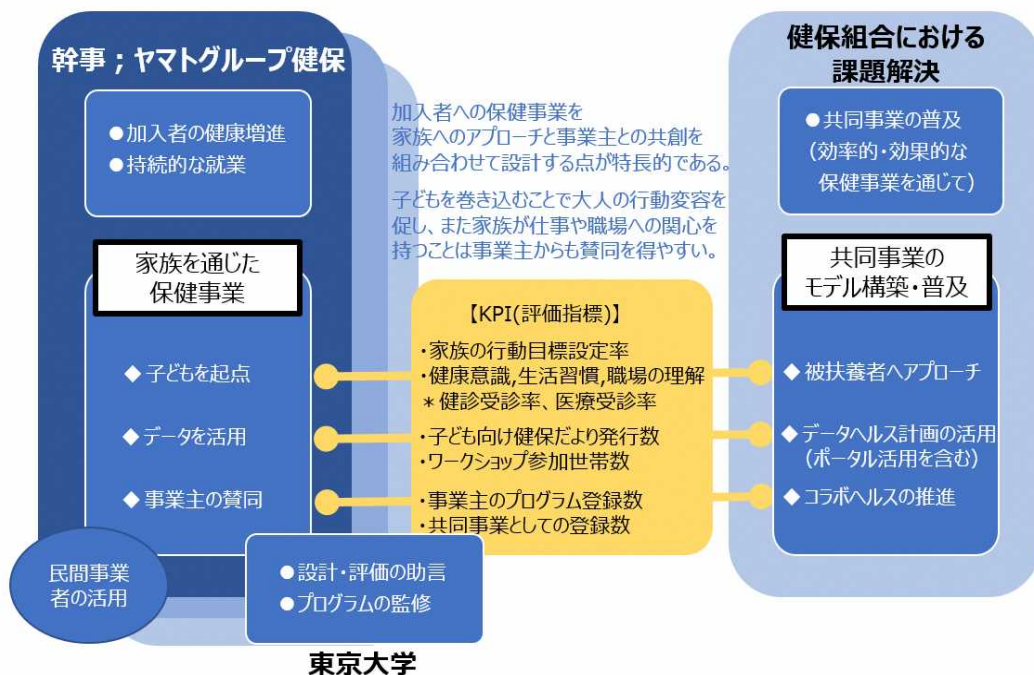 幹事；ヤマトグループ健保
●加入者の健康増進
●持続的な就業
家族を通じた
保健事業
◆子どもを起点
◆データを活用
◆事業主の賛同
民間事業
者の活用
●設計・評価の助言
●プログラムの監修
東京大学
加入者への保健事業を
家族へのアプローチと事業主との共創を
組み合わせて設計する点が特長的である。
子どもを巻き込むことで大人の行動変容を
促し、また家族が仕事や職場への関心を
持つことは事業主からも賛同を得やすい。
【KPI(評価指標)】
・家族の行動目標設定率
・健康意識,生活習慣,職場の理解
＊健診受診率、医療受診率
・子ども向け健保だより発行数
・ワークショップ参加世帯数
・事業主のプログラム登録数
・共同事業としての登録数
健保組合における
課題解決
●共同事業の普及
(効率的・効果的な
保健事業を通じて)
共同事業の
モデル構築・普及
◆被扶養者へアプローチ
◆データヘルス計画の活用
(ポータル活用を含む)
◆コラボヘルスの推進